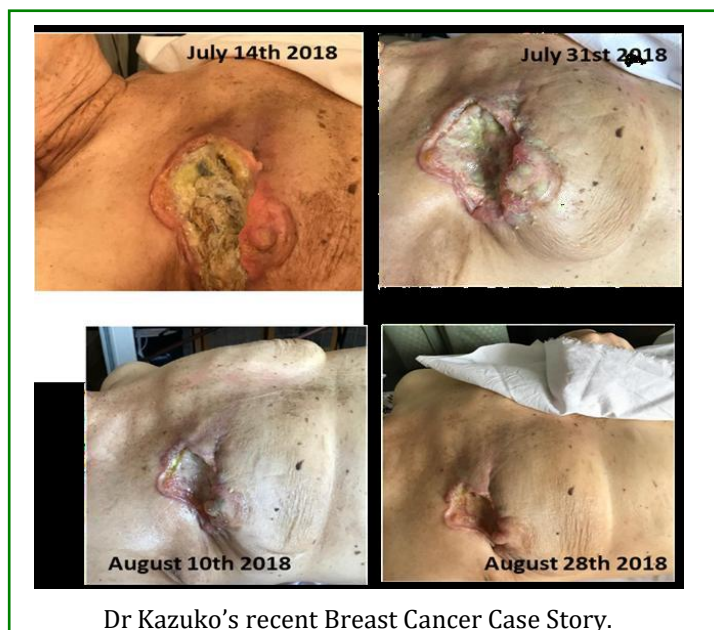 July 14th 2018
July 31st 2018
August 10th 2018
August 28th 2018
Dr Kazuko's recent Breast Cancer Case Story.